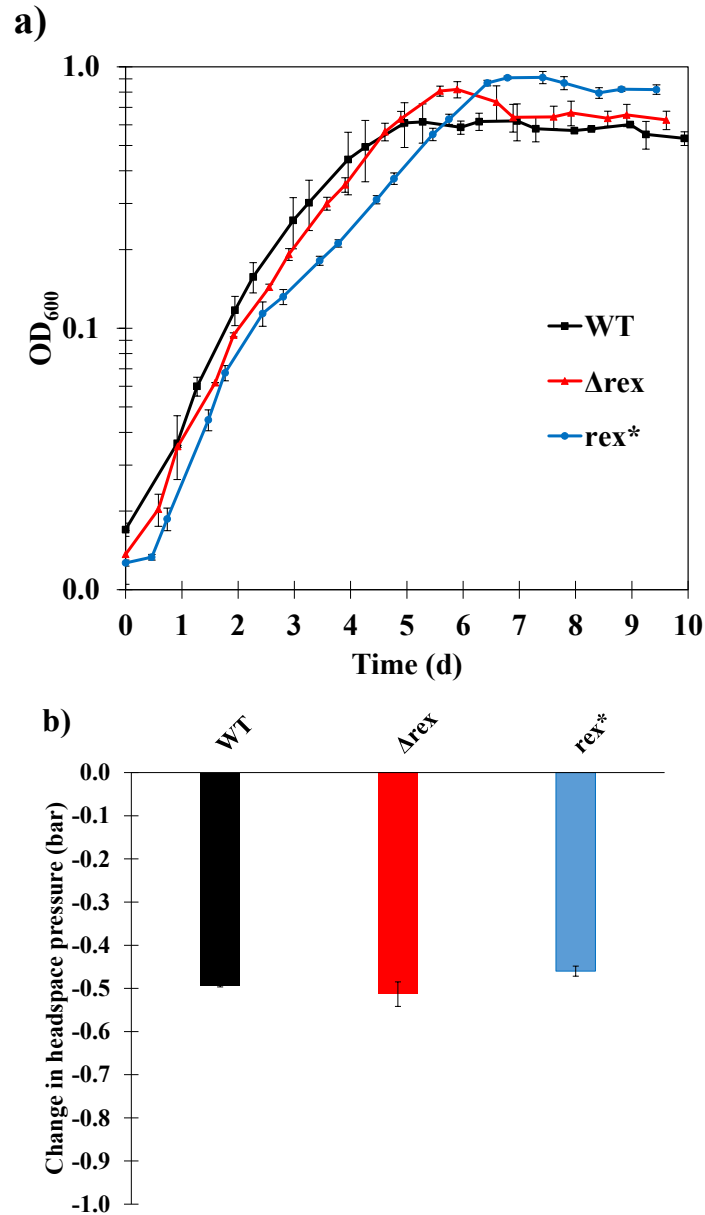 a)
1.0
0.1
0.0
OD600
WT
Δrex
rex*
0 1 2 3 4 5 6 7 8 9 10
Time (d)
b)
WT Δrex rex*
Change in headspace pressure (bar)
0.0
-0.1
-0.2
-0.3
-0.4
-0.5
-0.6
-0.7
-0.8
-0.9
-1.0